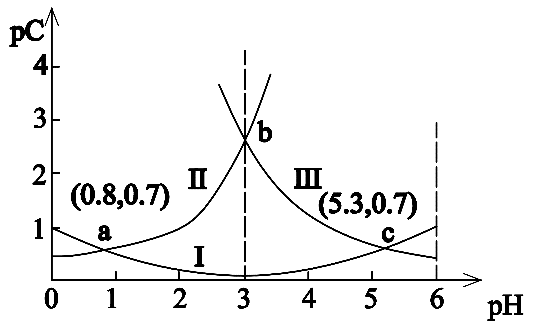 pC
4
3
2
1
b
II
III
(0.8,0.7)
(5.3,0.7)
a
I
c
0 1 2 3 4 5 6 pH